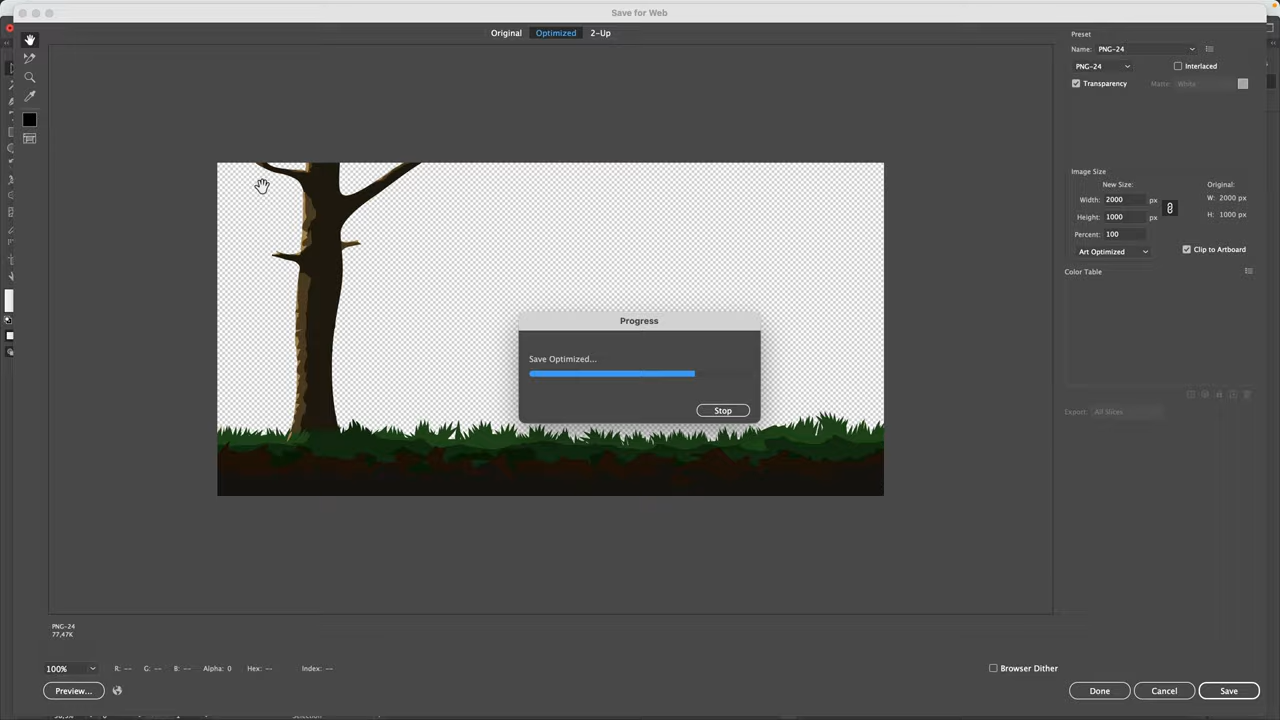 Save for Web
Original Optimized 2-Up
Preset
Name: PNG-24
PNG-24 Interlaced
Transparency Matte: White
Image Size
New Size: Original:
Width: 2000 px W: 2000 px
Height: 1000 px H: 1000 px
Percent: 100
Art Optimized Clip to Artboard
Color Table
Progress
Save Optimized...
Stop
Export: All Slices
PNG-24
77,47K
100% R: -- G: -- B: -- Alpha: 0 Hex: -- Index: -- Browser Dither
Preview... Done Cancel Save